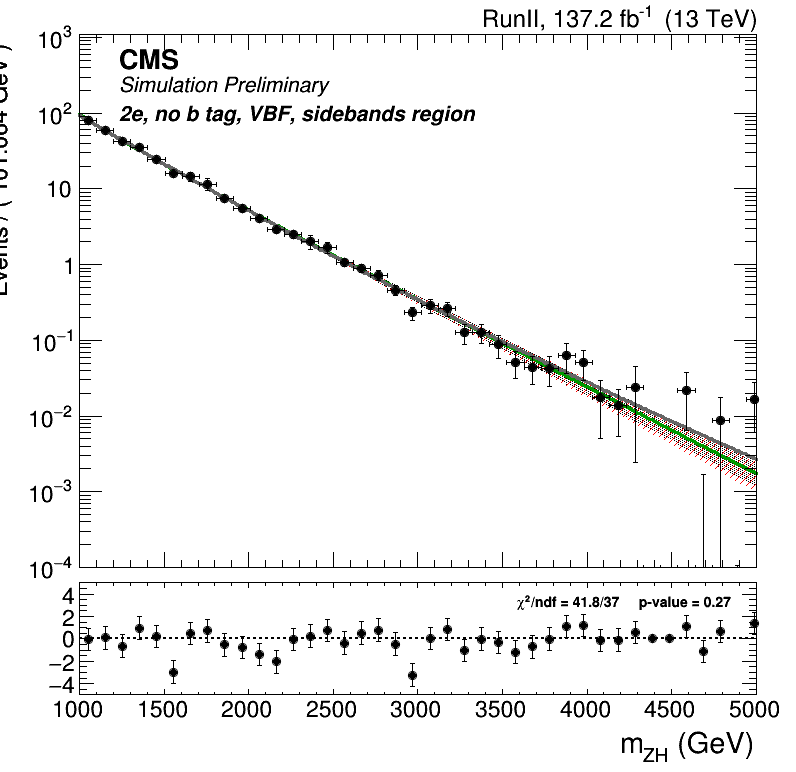 RunII, 137.2 fb⁻¹ (13 TeV)
CMS
Simulation Preliminary
2e, no b tag, VBF, sidebands region
10³
10²
10
1
10⁻¹
10⁻²
10⁻³
10⁻⁴
χ²/ndf = 41.8/37 p-value = 0.27
4
2
0
−2
−4
1000 1500 2000 2500 3000 3500 4000 4500 5000
m_ZH (GeV)